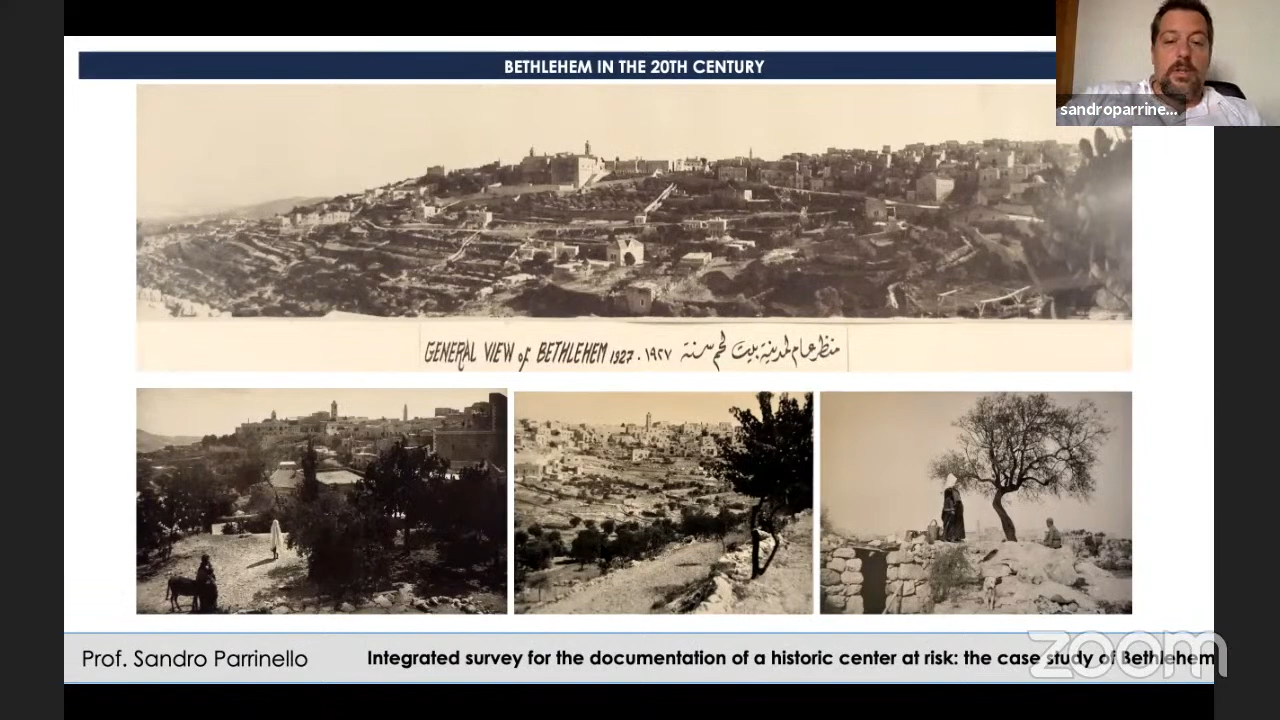 BETHLEHEM IN THE 20TH CENTURY
sandroparrine...
GENERAL VIEW of BETHLEHEM 1927 . ١٩٢٧ منظر عام لمدينة بيت لحم سنة
Prof. Sandro Parrinello
Integrated survey for the documentation of a historic center at risk: the case study of Bethlehem
zoom